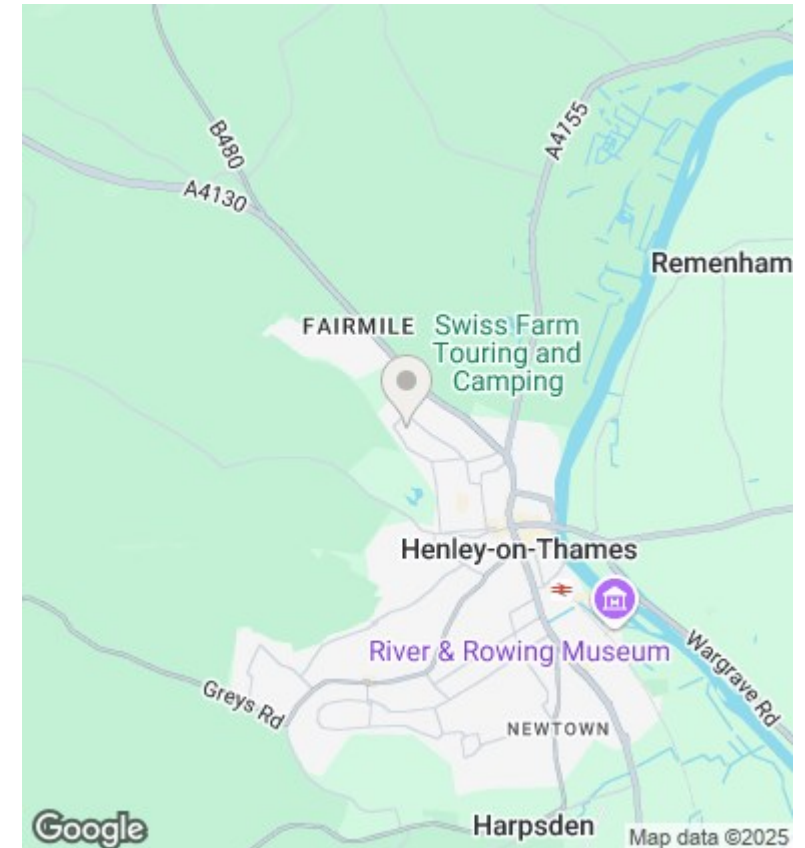 B480
A4155
A4130
Remenham
FAIRMILE
Swiss Farm
Touring and
Camping
Henley-on-Thames
River & Rowing Museum
Wargrave Rd
Greys Rd
NEWTOWN
Harpsden
Google
Map data ©2025